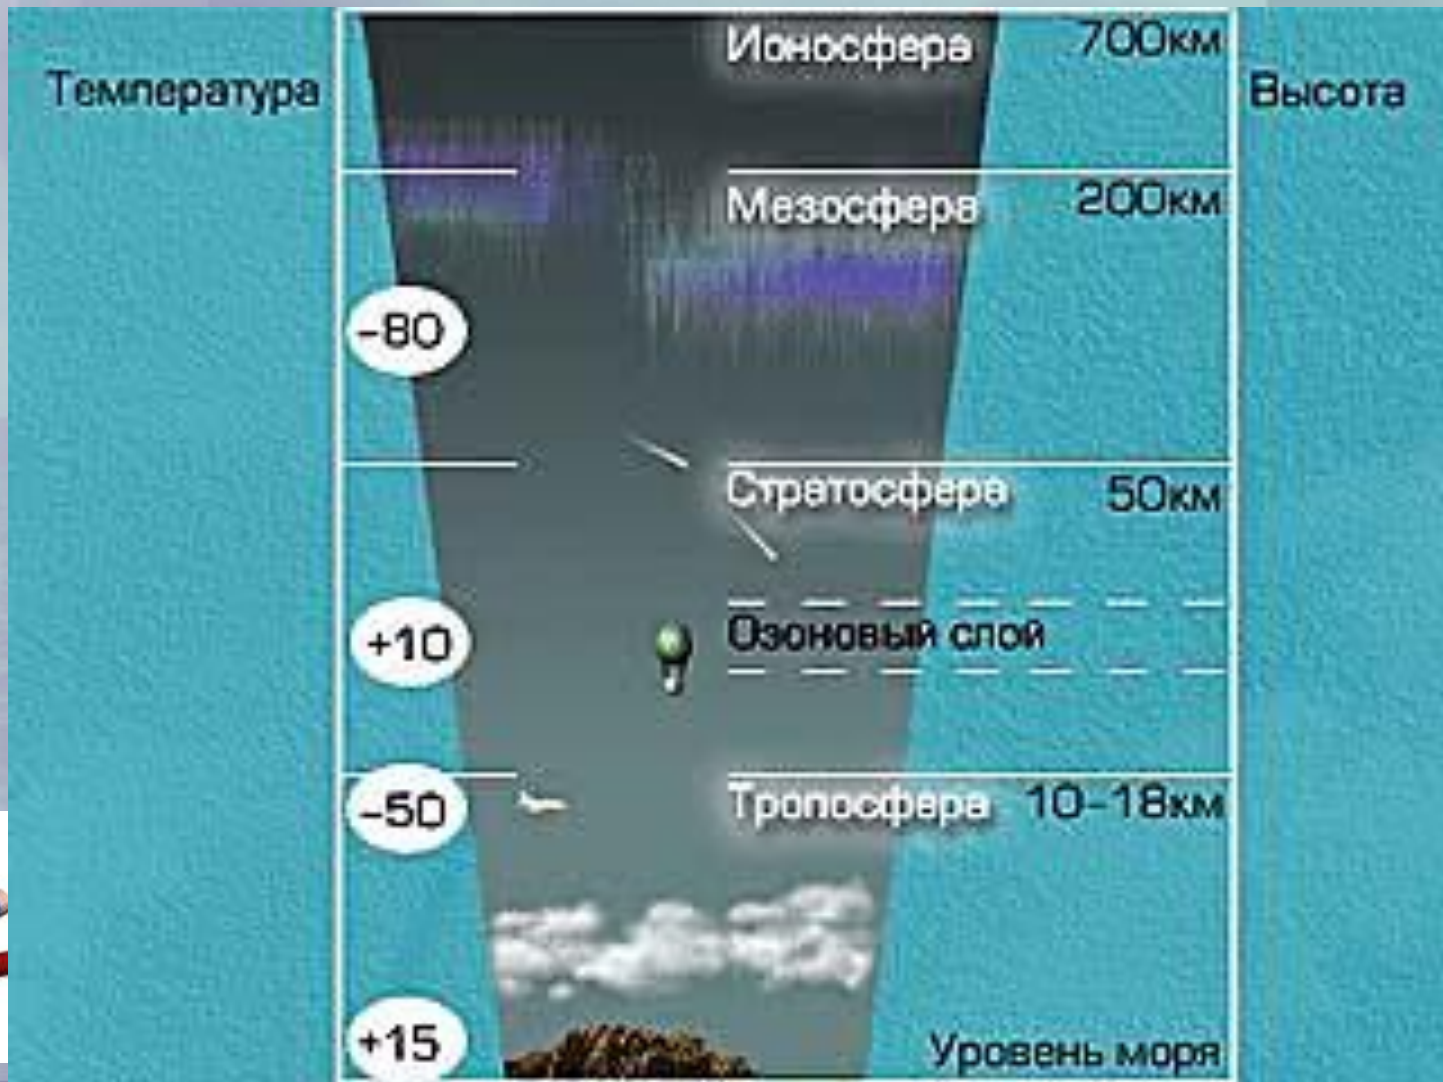 Ионосфера 700км
Температура Высота
Мезосфера 200км
-80
Стратосфера 50км
+10 Озоновый слой
-50 Тропосфера 10-18км
+15 Уровень моря